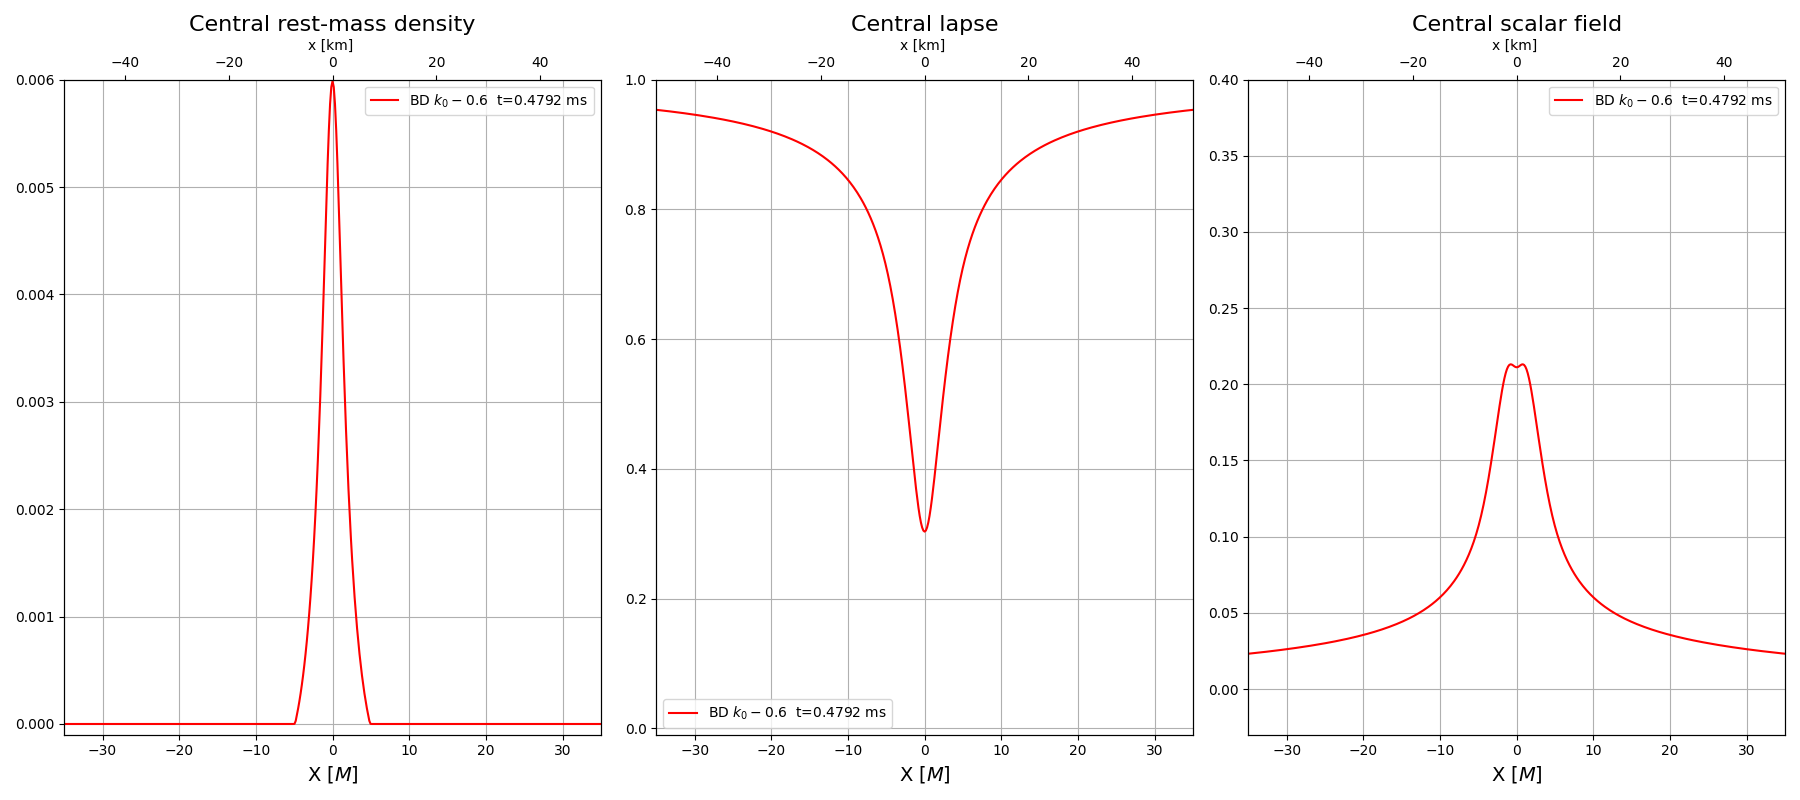 Central rest-mass density
x [km]
−40 −20 0 20 40
0.006
0.005
0.004
0.003
0.002
0.001
0.000
BD k₀ − 0.6 t=0.4792 ms
−30 −20 −10 0 10 20 30
X [M]
Central lapse
x [km]
−40 −20 0 20 40
1.0
0.8
0.6
0.4
0.2
0.0
BD k₀ − 0.6 t=0.4792 ms
−30 −20 −10 0 10 20 30
X [M]
Central scalar field
x [km]
−40 −20 0 20 40
0.40
0.35
0.30
0.25
0.20
0.15
0.10
0.05
0.00
BD k₀ − 0.6 t=0.4792 ms
−30 −20 −10 0 10 20 30
X [M]